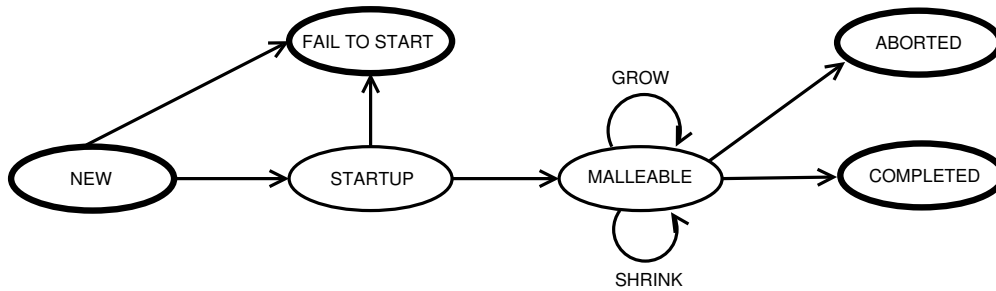 FAIL TO START
ABORTED
GROW
NEW
STARTUP
MALLEABLE
COMPLETED
SHRINK